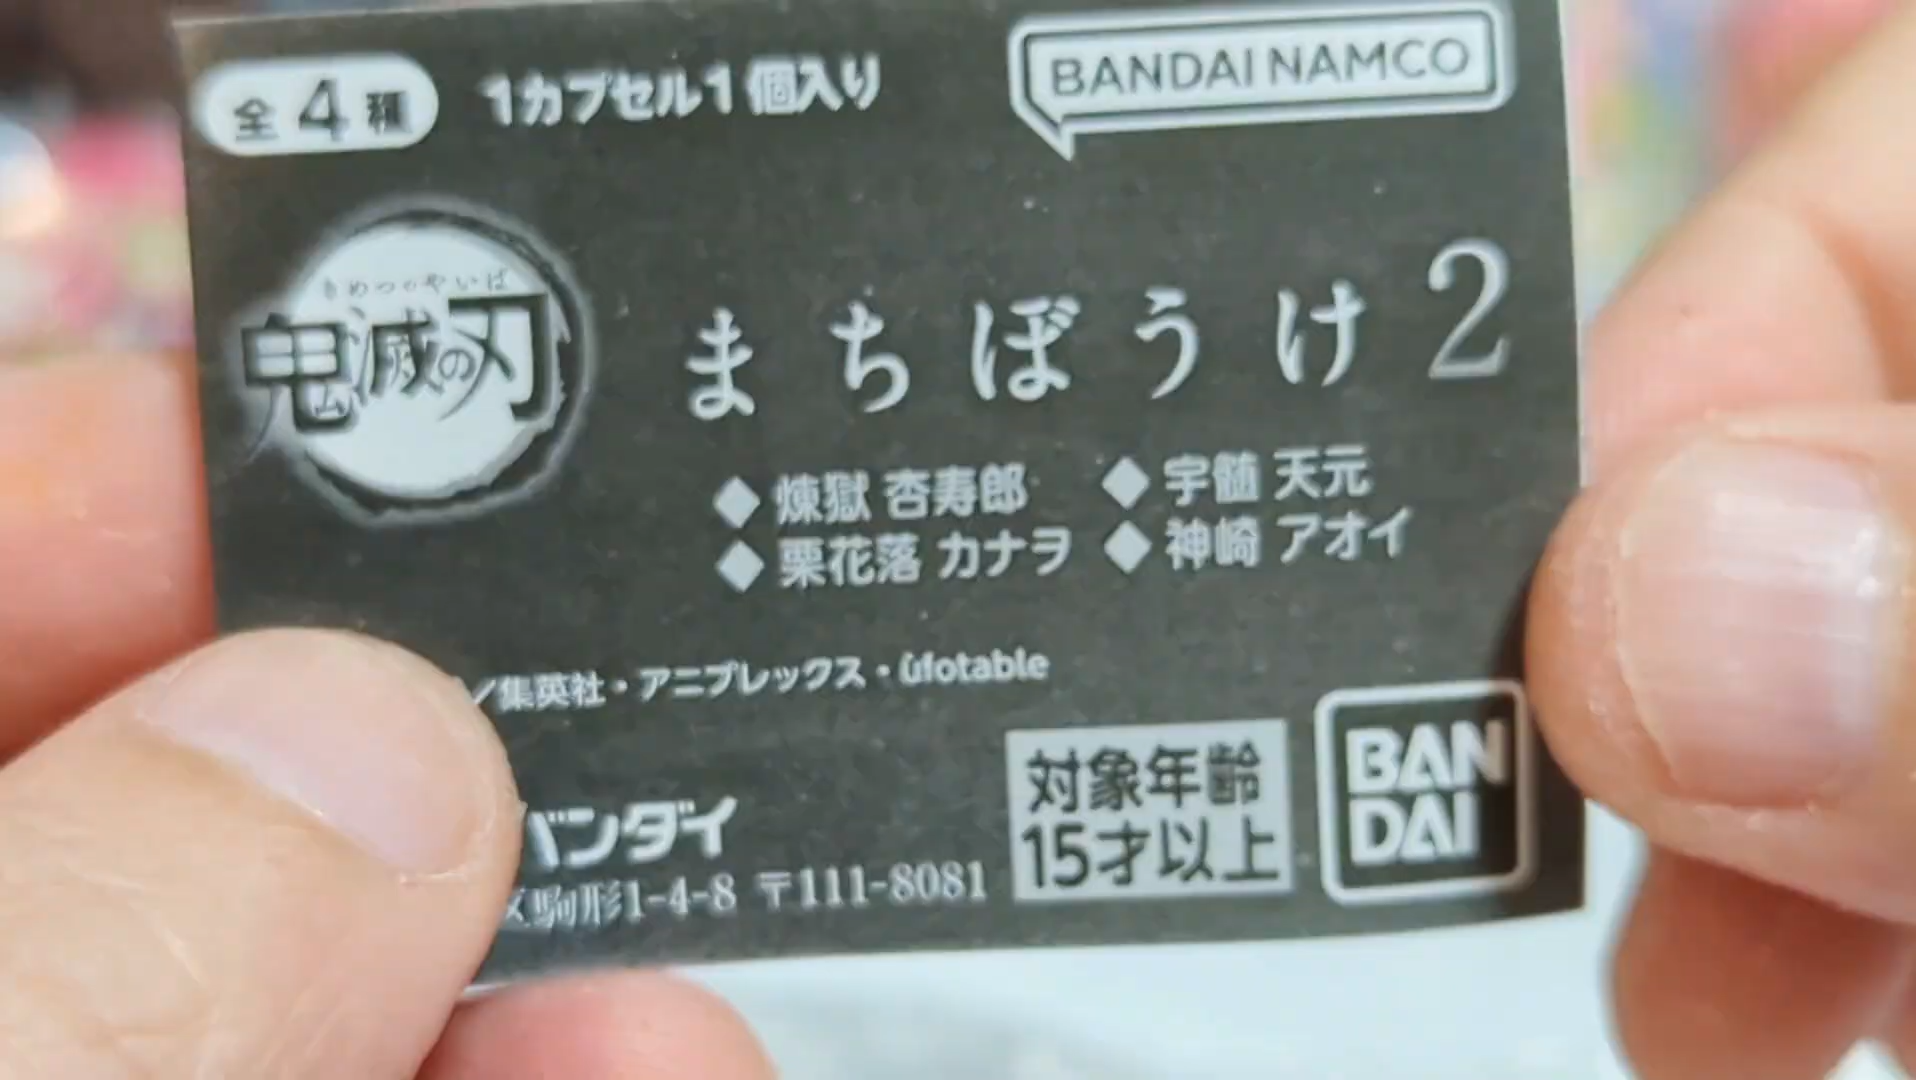 全4種
1カプセル1個入り
BANDAI NAMCO
きめつのやいば
鬼滅の刃
まちぼうけ2
◆煉獄 杏寿郎 ◆宇髄 天元
◆栗花落 カナヲ ◆神崎 アオイ
/集英社・アニプレックス・ufotable
バンダイ
区駒形1-4-8 〒111-8081
対象年齢
15才以上
BAN
DAI